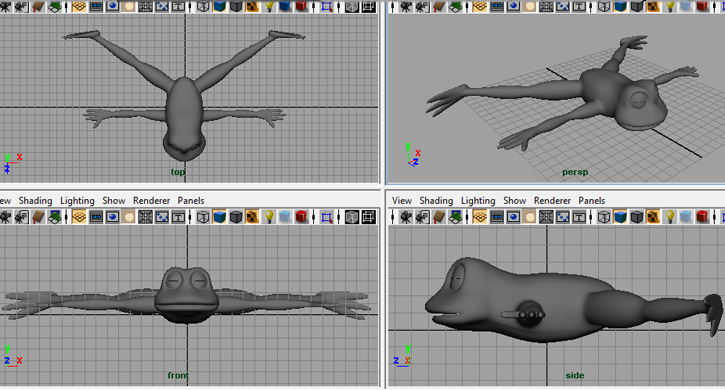 Y X
Z
top
Y X
Z
persp
ew Shading Lighting Show Renderer Panels
View Shading Lighting Show Renderer Panels
Y
Z X
front
Y
Z X
side